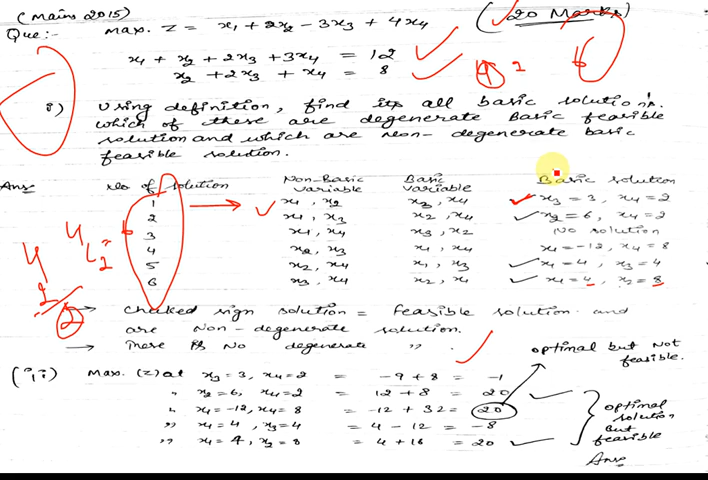 (Mains 2015)
Que:- max. Z = x1 + 2x2 - 3x3 + 4x4 (20 Marks)
x1 + x2 + 2x3 + 3x4 = 12
x2 + 2x3 + x4 = 8
i) Using definition, find its all basic solutions.
which of these are degenerate Basic feasible
solution and which are Non-degenerate basic
feasible solution.
Ans No of solution Non-Basic variable Basic variable Basic solution
1 x1, x2 x3, x4 x3 = 3, x4 = 2
2 x1, x3 x2, x4 x2 = 6, x4 = 2
3 x1, x4 x3, x2 No solution
4 x2, x3 x1, x4 x1 = -12, x4 = 8
5 x2, x4 x1, x3 x1 = 4, x3 = 4
6 x3, x4 x2, x1 x1 = 4, x2 = 8
→ Chaked sign solution = feasible solution and
are Non-degenerate solution.
→ There is No degenerate "
optimal but Not
feasible.
(ii) Max. (Z) at x3 = 3, x4 = 2 = -9 + 8 = -1
" x2 = 6, x4 = 2 = 12 + 8 = 20
" x1 = -12, x4 = 8 = -12 + 32 = 20
" x1 = 4, x3 = 4 = 4 - 12 = -8
" x1 = 4, x2 = 8 = 4 + 16 = 20
optimal
solution
but
feasible
Ans